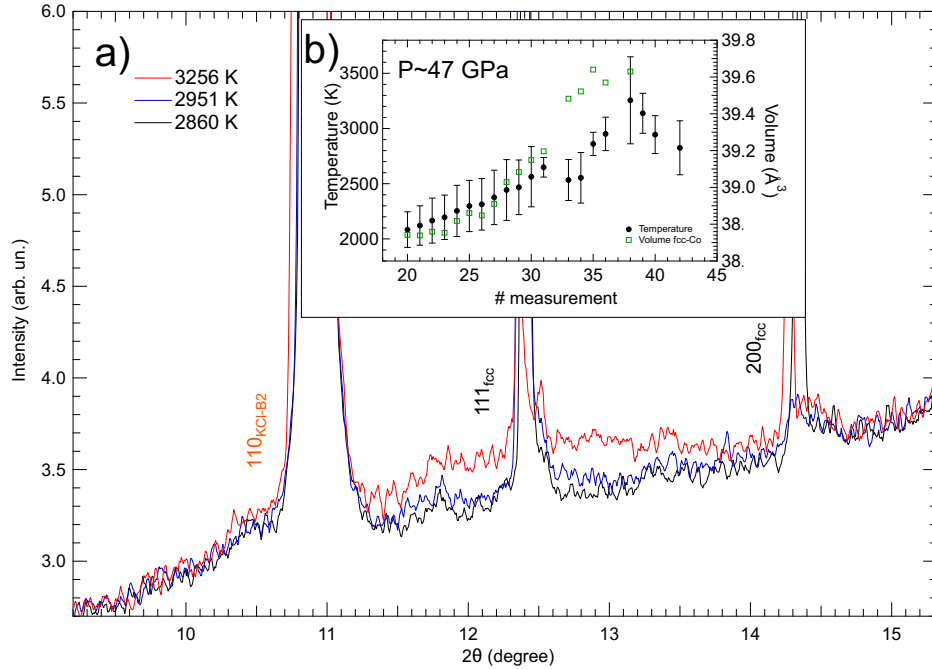 a)
3256 K
2951 K
2860 K
Intensity (arb. un.)
6.0
5.5
5.0
4.5
4.0
3.5
3.0
10
11
12
13
14
15
2θ (degree)
110KCl-B2
111fcc
200fcc
b)
P~47 GPa
Temperature (K)
3500
3000
2500
2000
Volume (Å3)
39.8
39.6
39.4
39.2
39.0
38.8
38.
20
25
30
35
40
45
# measurement
Temperature
Volume fcc-Co